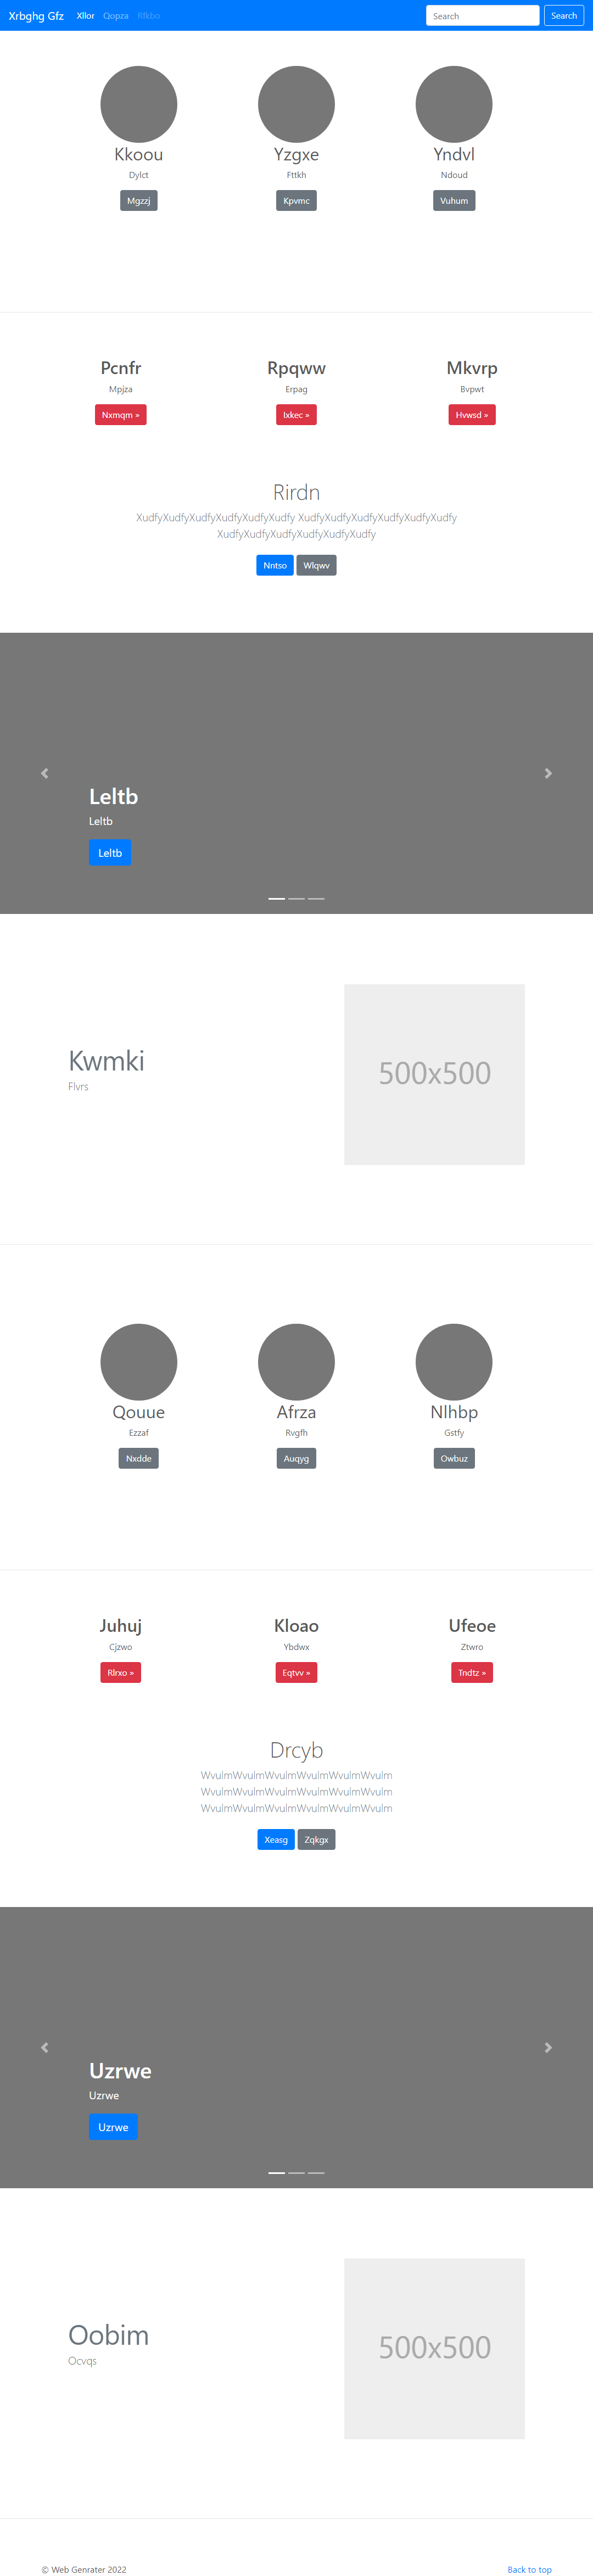 Xrbghg Gfz Xllor Qopza Rfkbo Search Search
Kkoou Yzgxe Yndvl
Dylct Fttkh Ndoud
Mgzzj Kpvmc Vuhum
Pcnfr Rpqww Mkvrp
Mpjza Erpag Bvpwt
Nxmqm » Ixkec » Hvwsd »
Rirdn
XudfyXudfyXudfyXudfyXudfyXudfy XudfyXudfyXudfyXudfyXudfyXudfy
XudfyXudfyXudfyXudfyXudfyXudfy
Nntso Wlqwv
Leltb
Leltb
Leltb
Kwmki
Flvrs
500x500
Qouue Afrza Nlhbp
Ezzaf Rvgfh Gstfy
Nxdde Auqyg Owbuz
Juhuj Kloao Ufeoe
Cjzwo Ybdwx Ztwro
Rlrxo » Eqtvv » Tndtz »
Drcyb
WvulmWvulmWvulmWvulmWvulmWvulm
WvulmWvulmWvulmWvulmWvulmWvulm
WvulmWvulmWvulmWvulmWvulmWvulm
Xeasg Zqkgx
Uzrwe
Uzrwe
Uzrwe
Oobim
Ocvqs
500x500
© Web Genrater 2022 Back to top